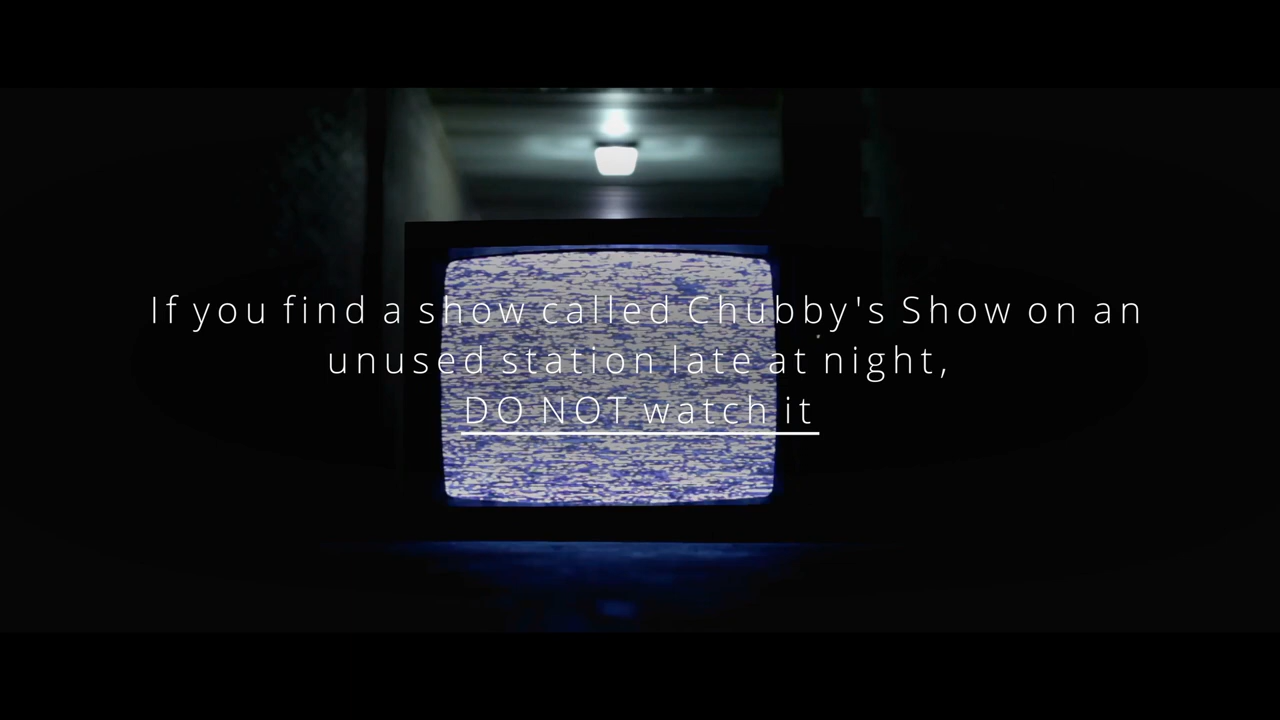 If you find a show called Chubby's Show on an
unused station late at night,
DO NOT watch it